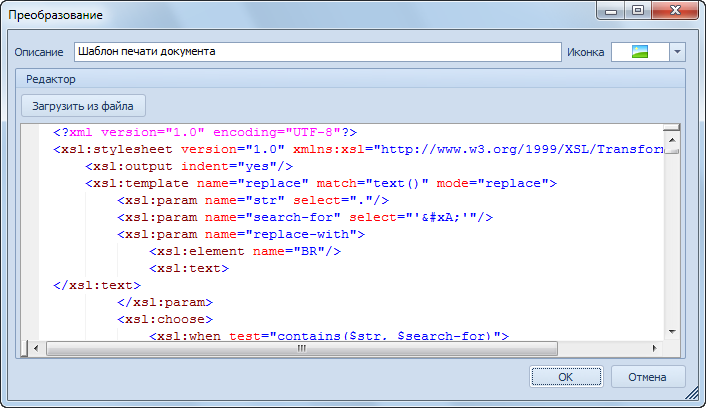 Преобразование
Описание Шаблон печати документа Иконка
Редактор
Загрузить из файла
<?xml version="1.0" encoding="UTF-8"?>
<xsl:stylesheet version="1.0" xmlns:xsl="http://www.w3.org/1999/XSL/Transform
<xsl:output indent="yes"/>
<xsl:template name="replace" match="text()" mode="replace">
<xsl:param name="str" select="."/>
<xsl:param name="search-for" select="'&#xA;'"/>
<xsl:param name="replace-with">
<xsl:element name="BR"/>
<xsl:text>
</xsl:text>
</xsl:param>
<xsl:choose>
<xsl:when test="contains($str, $search-for)">
OK Отмена